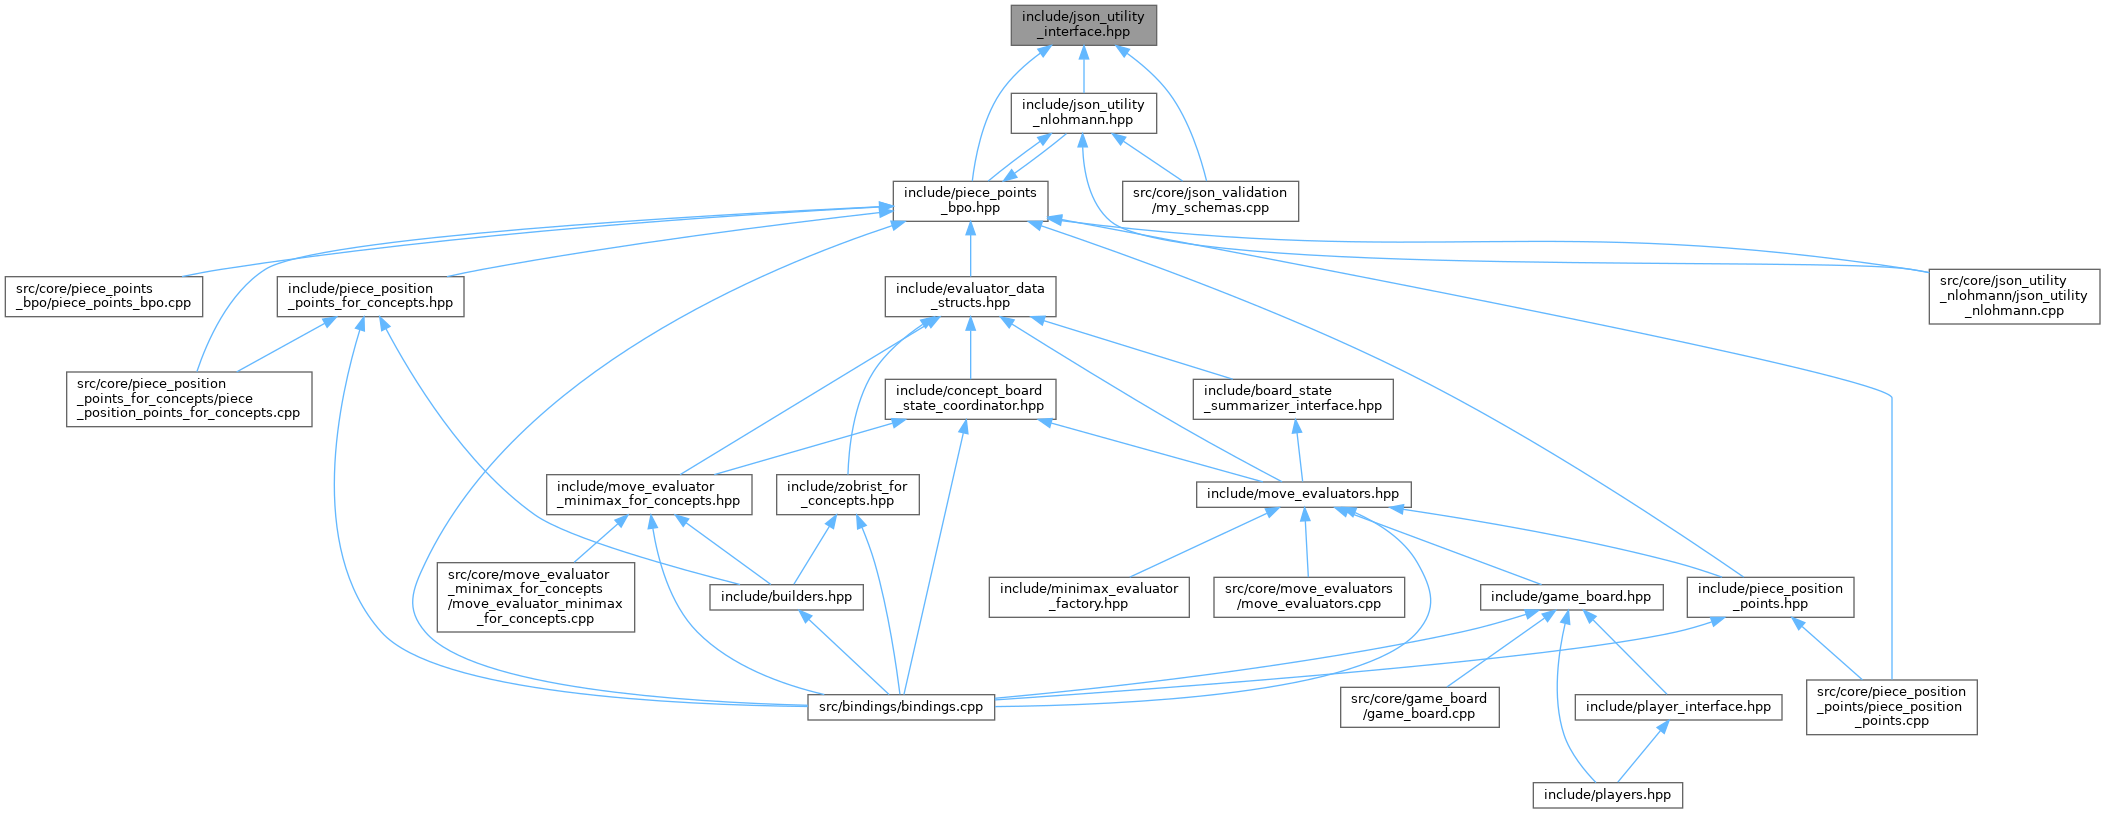 include/json_utility
_interface.hpp
include/json_utility
_nlohmann.hpp
include/piece_points
_bpo.hpp
src/core/json_validation
/my_schemas.cpp
src/core/piece_points
_bpo/piece_points_bpo.cpp
include/piece_position
_points_for_concepts.hpp
include/evaluator_data
_structs.hpp
src/core/json_utility
_nlohmann/json_utility
_nlohmann.cpp
src/core/piece_position
_points_for_concepts/piece
_position_points_for_concepts.cpp
include/concept_board
_state_coordinator.hpp
include/board_state
_summarizer_interface.hpp
include/move_evaluator
_minimax_for_concepts.hpp
include/zobrist_for
_concepts.hpp
include/move_evaluators.hpp
src/core/move_evaluator
_minimax_for_concepts
/move_evaluator_minimax
_for_concepts.cpp
include/builders.hpp
include/minimax_evaluator
_factory.hpp
src/core/move_evaluators
/move_evaluators.cpp
include/game_board.hpp
include/piece_position
_points.hpp
src/bindings/bindings.cpp
src/core/game_board
/game_board.cpp
include/player_interface.hpp
src/core/piece_position
_points/piece_position
_points.cpp
include/players.hpp